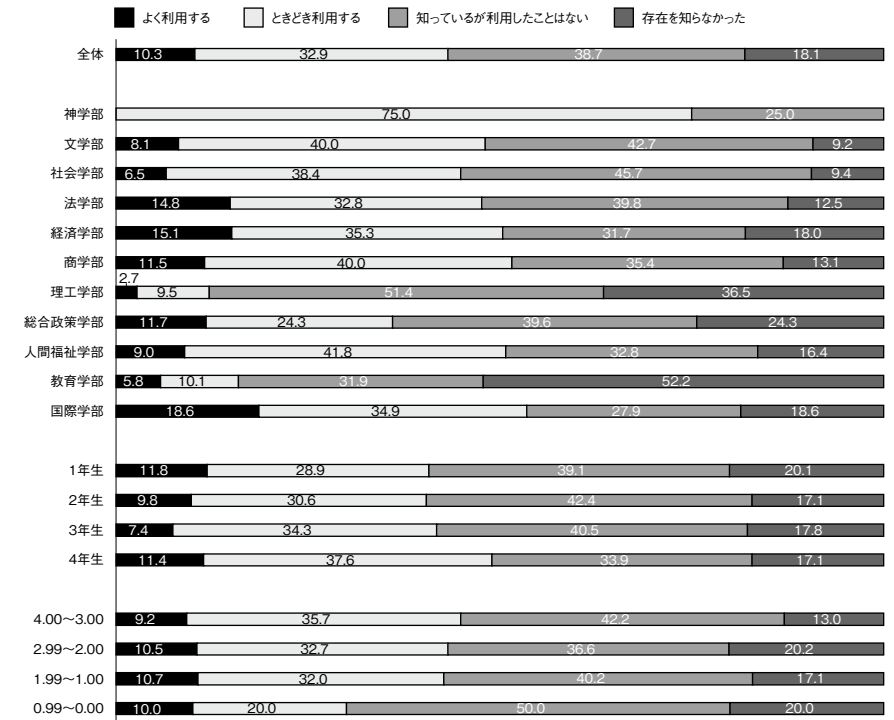 よく利用する ときどき利用する 知っているが利用したことはない 存在を知らなかった
全体 10.3 32.9 38.7 18.1
神学部 75.0 25.0
文学部 8.1 40.0 42.7 9.2
社会学部 6.5 38.4 45.7 9.4
法学部 14.8 32.8 39.8 12.5
経済学部 15.1 35.3 31.7 18.0
商学部 11.5 40.0 35.4 13.1
理工学部 2.7 9.5 51.4 36.5
総合政策学部 11.7 24.3 39.6 24.3
人間福祉学部 9.0 41.8 32.8 16.4
教育学部 5.8 10.1 31.9 52.2
国際学部 18.6 34.9 27.9 18.6
1年生 11.8 28.9 39.1 20.1
2年生 9.8 30.6 42.4 17.1
3年生 7.4 34.3 40.5 17.8
4年生 11.4 37.6 33.9 17.1
4.00〜3.00 9.2 35.7 42.2 13.0
2.99〜2.00 10.5 32.7 36.6 20.2
1.99〜1.00 10.7 32.0 40.2 17.1
0.99〜0.00 10.0 20.0 50.0 20.0